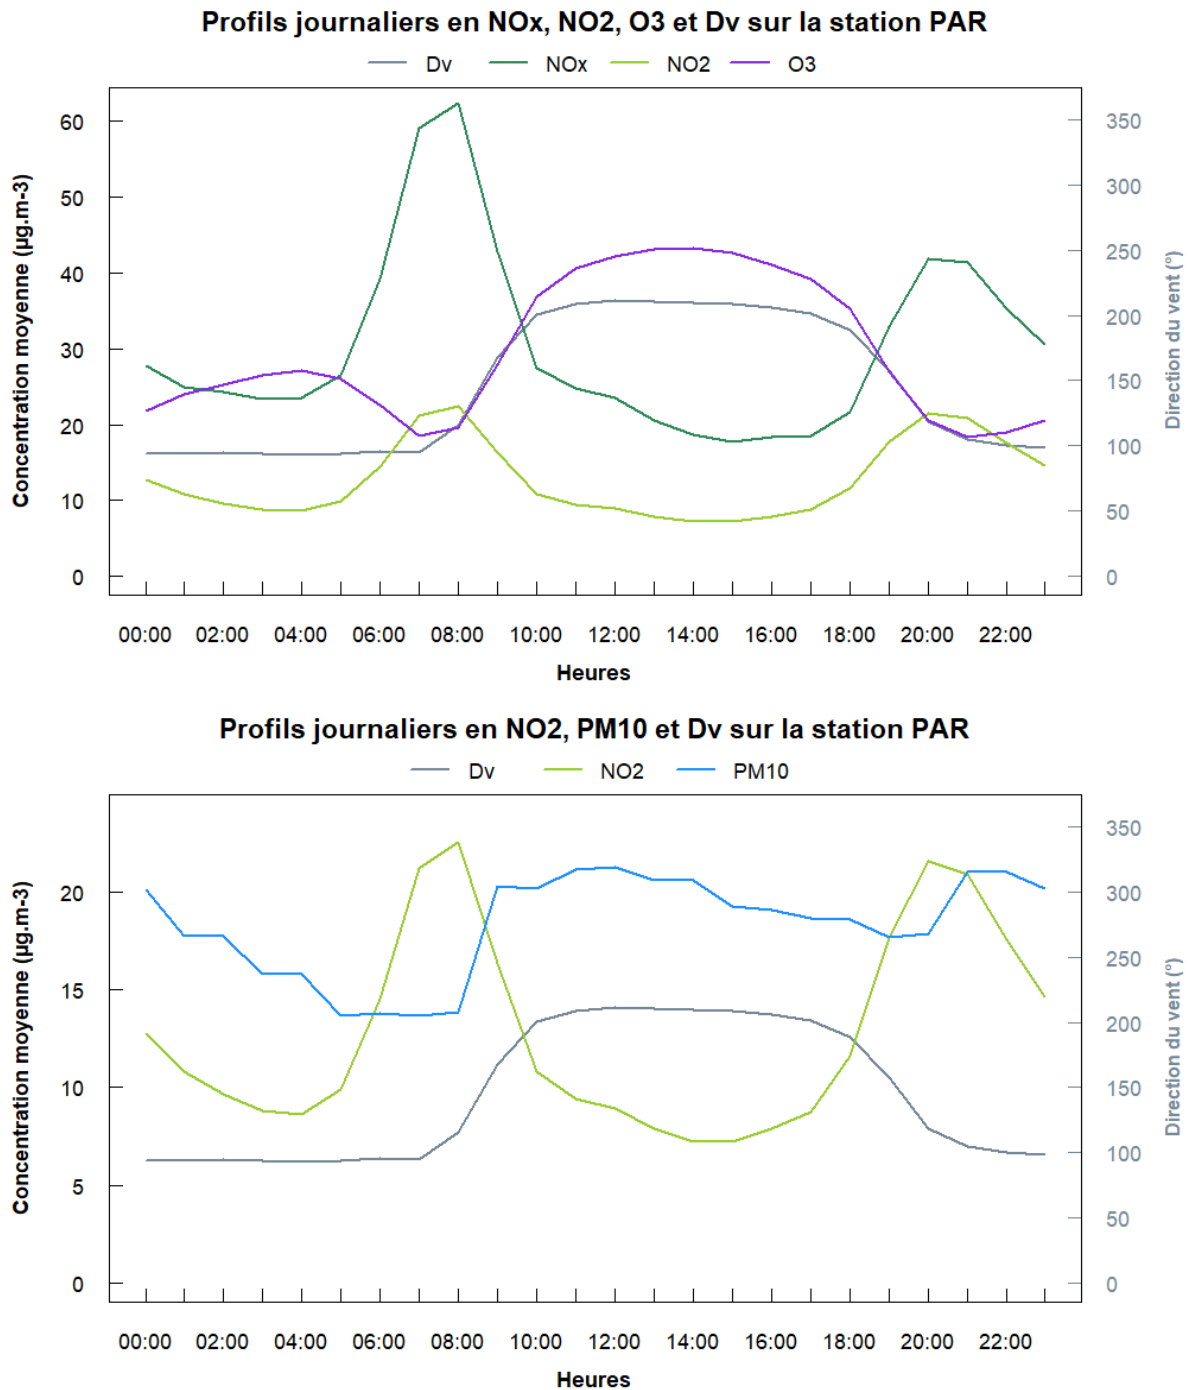 Profils journaliers en NOx, NO2, O3 et Dv sur la station PAR
Dv NOx NO2 O3
Concentration moyenne (µg.m-3)
60
50
40
30
20
10
0
350
300
250
200
150
100
50
0
Direction du vent (°)
00:00 02:00 04:00 06:00 08:00 10:00 12:00 14:00 16:00 18:00 20:00 22:00
Heures
Profils journaliers en NO2, PM10 et Dv sur la station PAR
Dv NO2 PM10
Concentration moyenne (µg.m-3)
20
15
10
5
0
350
300
250
200
150
100
50
0
Direction du vent (°)
00:00 02:00 04:00 06:00 08:00 10:00 12:00 14:00 16:00 18:00 20:00 22:00
Heures